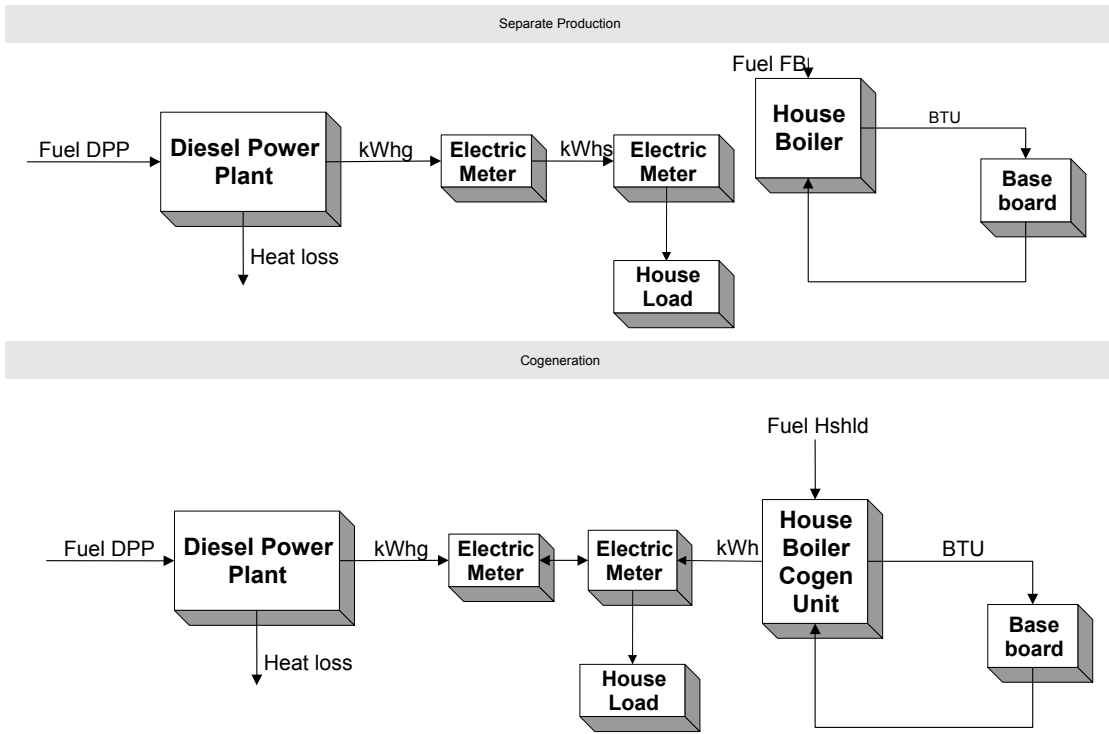 Separate Production
Fuel FB
Fuel DPP
Diesel Power
Plant
kWhg
Electric
Meter
kWhs
Electric
Meter
House
Boiler
BTU
Base
board
Heat loss
House
Load
Cogeneration
Fuel Hshld
Fuel DPP
Diesel Power
Plant
kWhg
Electric
Meter
Electric
Meter
kWh
House
Boiler
Cogen
Unit
BTU
Base
board
Heat loss
House
Load